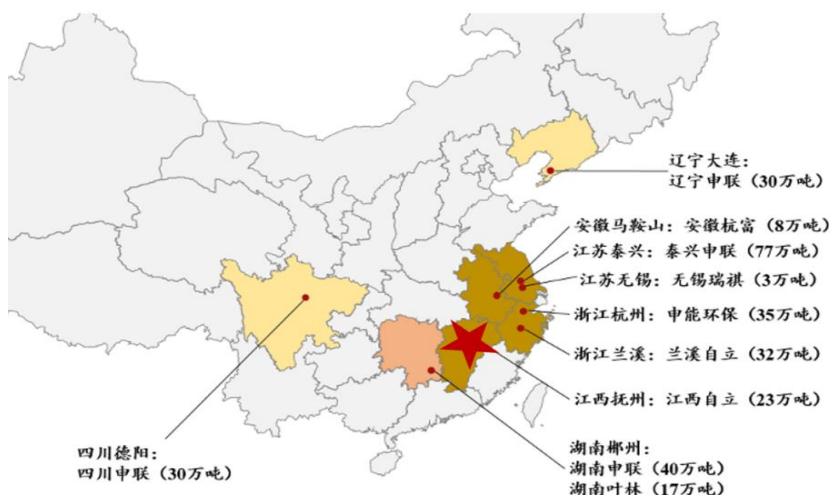 辽宁大连：
辽宁申联（30万吨）
安徽马鞍山：安徽杭富（8万吨）
江苏泰兴：泰兴申联（77万吨）
江苏无锡：无锡瑞祺（3万吨）
浙江杭州：申能环保（35万吨）
浙江兰溪：兰溪自立（32万吨）
江西抚州：江西自立（23万吨）
湖南郴州：
湖南申联（40万吨）
湖南叶林（17万吨）
四川德阳：
四川申联（30万吨）